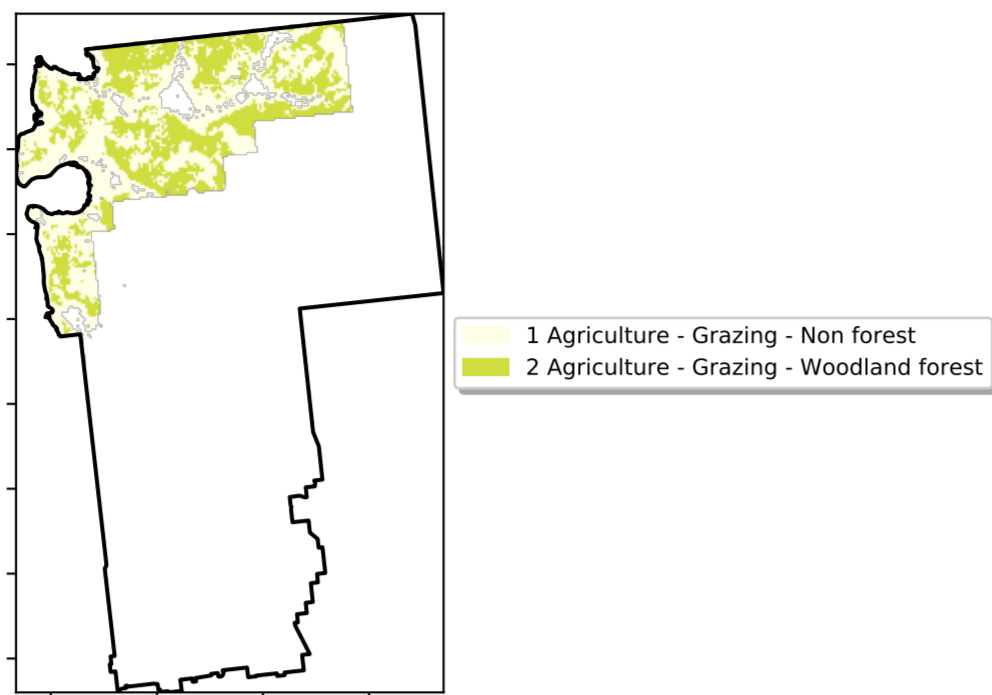 1 Agriculture - Grazing - Non forest
2 Agriculture - Grazing - Woodland forest